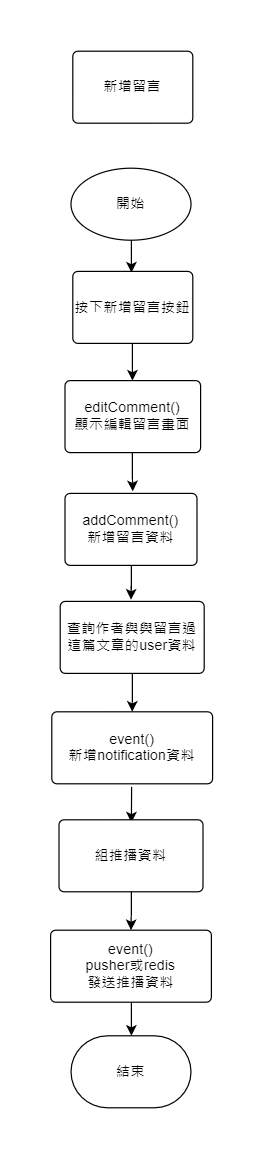 新增留言
開始
按下新增留言按鈕
editComment()
顯示編輯留言畫面
addComment()
新增留言資料
查詢作者與與留言過
這篇文章的user資料
event()
新增notification資料
組推播資料
event()
pusher或redis
發送推播資料
結束